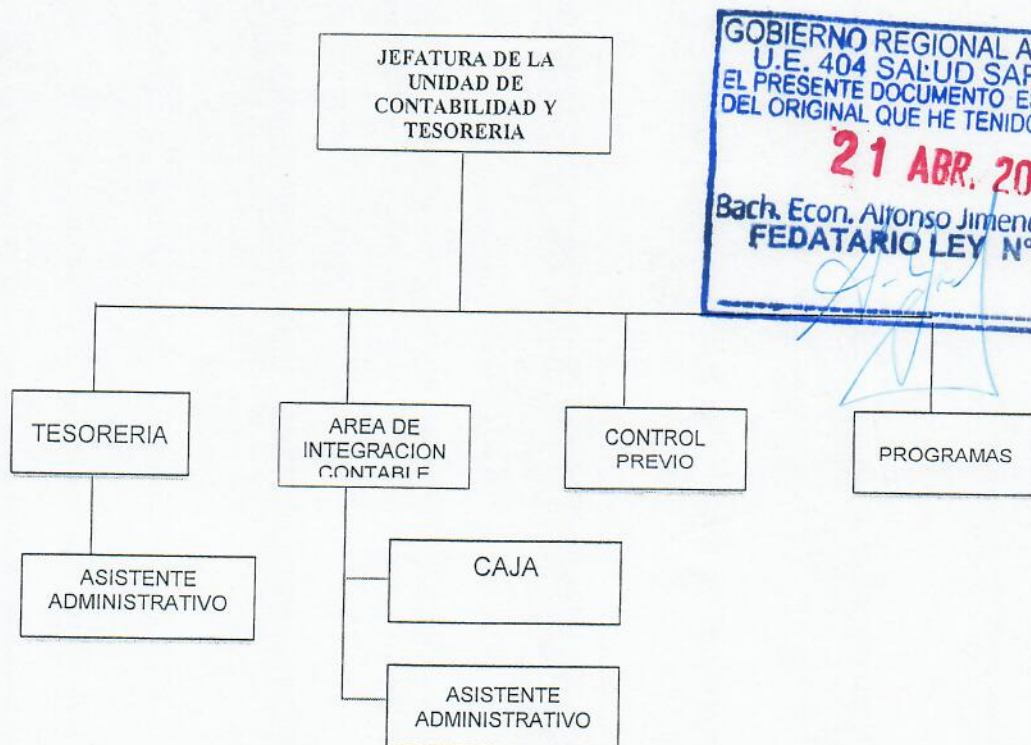 JEFATURA DE LA
UNIDAD DE
CONTABILIDAD Y
TESORERIA
GOBIERNO REGIONAL A
U.E. 404 SALUD
EL PRESENTE DOCUMENTO
DEL ORIGINAL QUE HE TENIDO
21 ABR. 20
Bach. Econ. Alfonso
FEDATARIO LEY N°
TESORERIA
AREA DE
INTEGRACION
CONTABLE
CONTROL
PREVIO
PROGRAMAS
ASISTENTE
ADMINISTRATIVO
CAJA
ASISTENTE
ADMINISTRATIVO